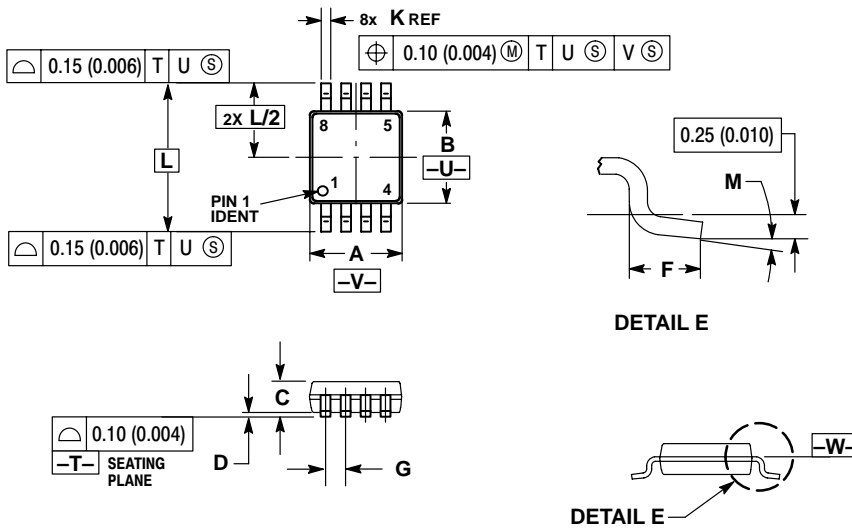 8x K REF
⌖ 0.10 (0.004) Ⓜ T U Ⓢ V Ⓢ
⌓ 0.15 (0.006) T U Ⓢ
2X L/2
L
8 5
B
–U–
1 4
PIN 1
IDENT
⌓ 0.15 (0.006) T U Ⓢ
A
–V–
0.25 (0.010)
M
F
DETAIL E
C
⌓ 0.10 (0.004)
D
–T– SEATING
PLANE
G
–W–
DETAIL E